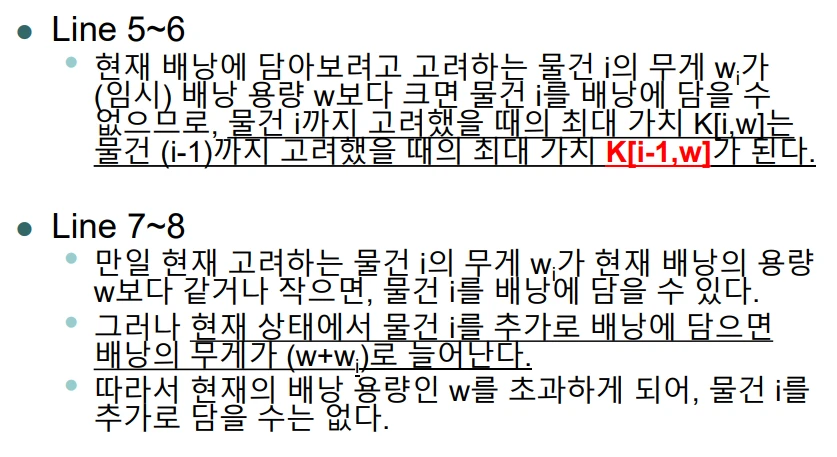 Line 5~6
현재 배낭에 담아보려고 고려하는 물건 i의 무게 wi가
(임시) 배낭 용량 w보다 크면 물건 i를 배낭에 담을 수
없으므로, 물건 i까지 고려했을 때의 최대 가치 K[i,w]는
물건 (i-1)까지 고려했을 때의 최대 가치 K[i-1,w]가 된다.
Line 7~8
만일 현재 고려하는 물건 i의 무게 wi가 현재 배낭의 용량
w보다 같거나 작으면, 물건 i를 배낭에 담을 수 있다.
그러나 현재 상태에서 물건 i를 추가로 배낭에 담으면
배낭의 무게가 (w+wi)로 늘어난다.
따라서 현재의 배낭 용량인 w를 초과하게 되어, 물건 i를
추가로 담을 수는 없다.